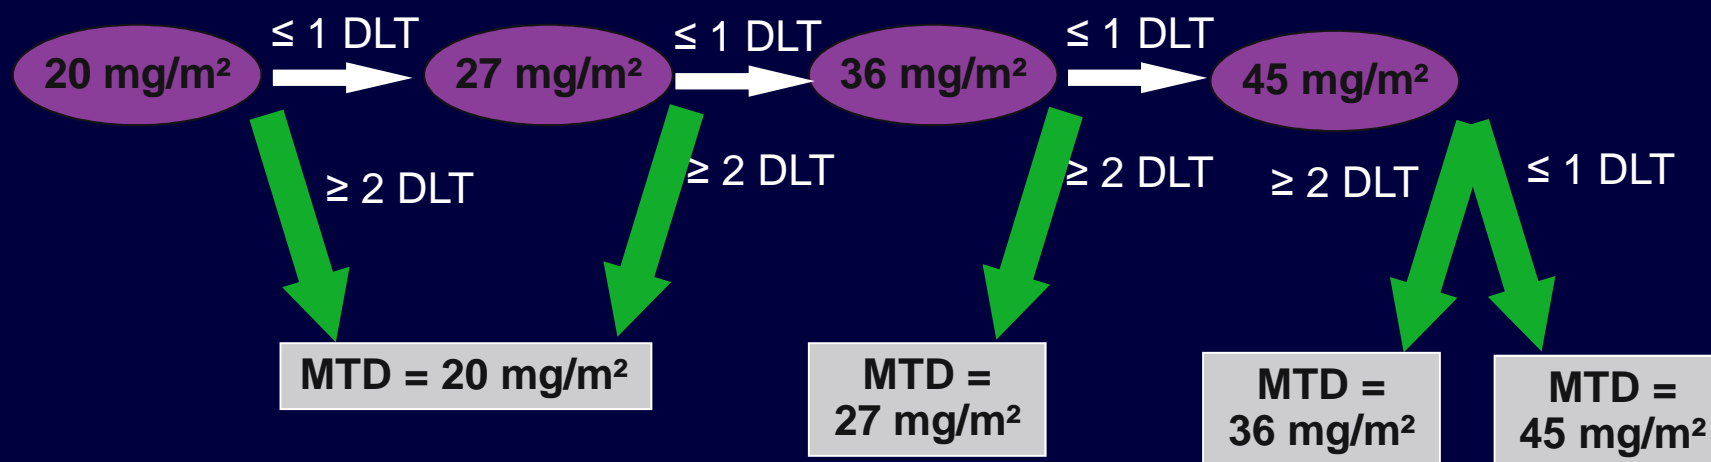 ≤ 1 DLT
≤ 1 DLT
≤ 1 DLT
20 mg/m²
27 mg/m²
36 mg/m²
45 mg/m²
≥ 2 DLT
≥ 2 DLT
≥ 2 DLT
≥ 2 DLT
≤ 1 DLT
MTD = 20 mg/m²
MTD =
27 mg/m²
MTD =
36 mg/m²
MTD =
45 mg/m²